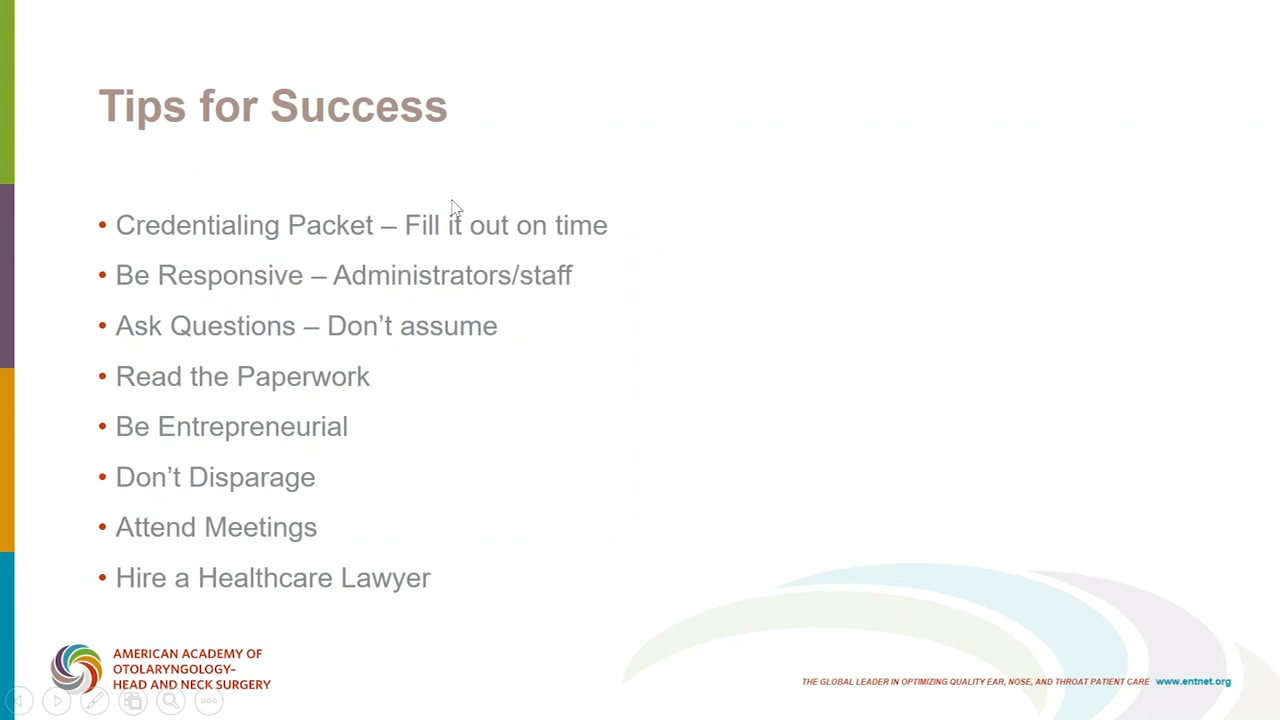 Tips for Success
• Credentialing Packet – Fill it out on time
• Be Responsive – Administrators/staff
• Ask Questions – Don’t assume
• Read the Paperwork
• Be Entrepreneurial
• Don’t Disparage
• Attend Meetings
• Hire a Healthcare Lawyer
AMERICAN ACADEMY OF
OTOLARYNGOLOGY–
HEAD AND NECK SURGERY
THE GLOBAL LEADER IN OPTIMIZING QUALITY EAR, NOSE, AND THROAT PATIENT CARE www.entnet.org